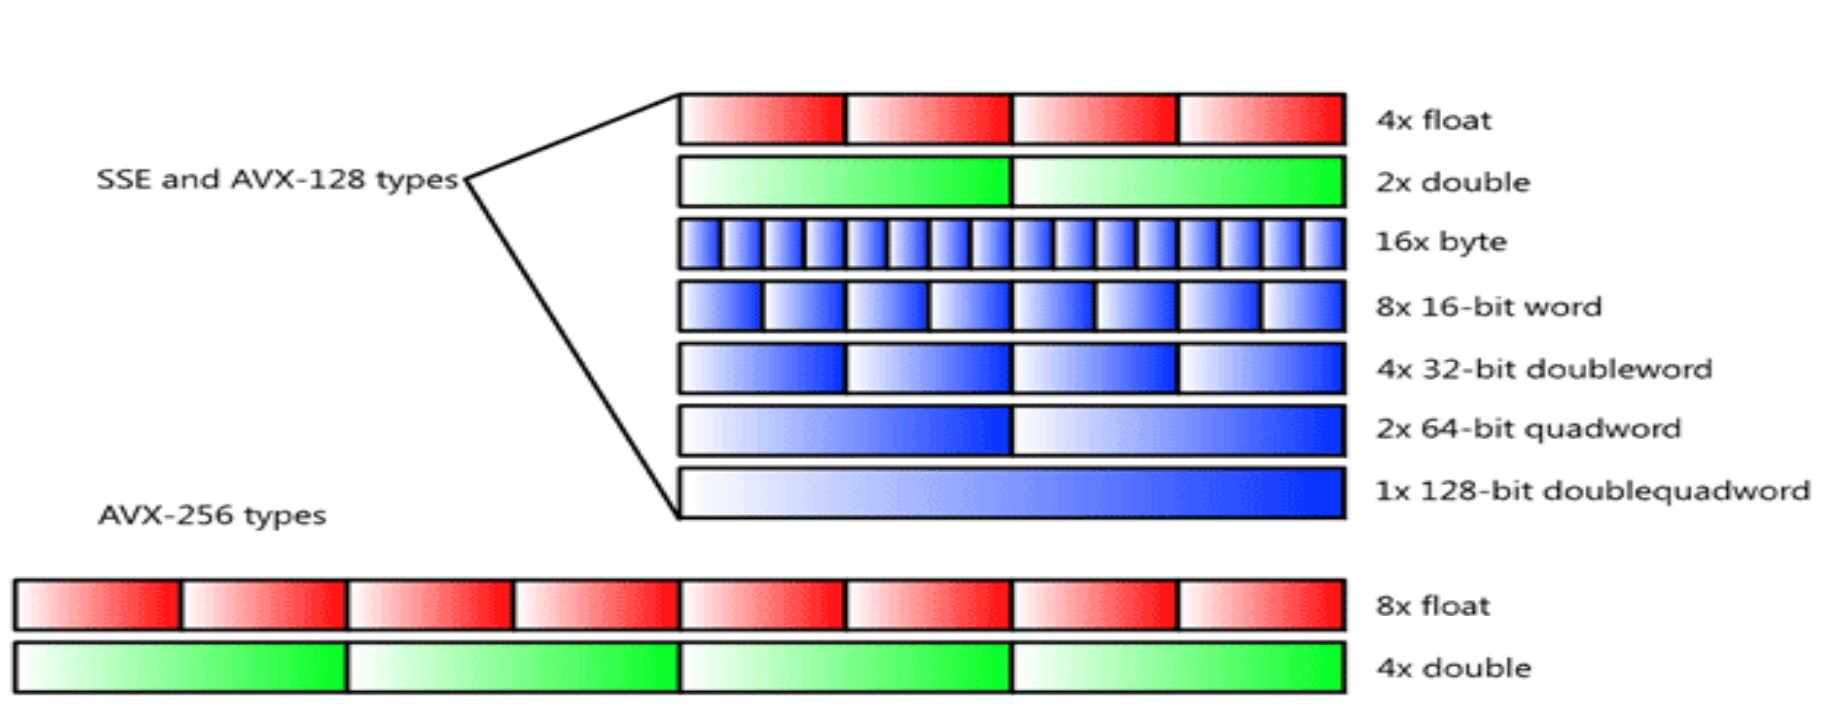 4x float
SSE and AVX-128 types
2x double
16x byte
8x 16-bit word
4x 32-bit doubleword
2x 64-bit quadword
1x 128-bit doublequadword
AVX-256 types
8x float
4x double